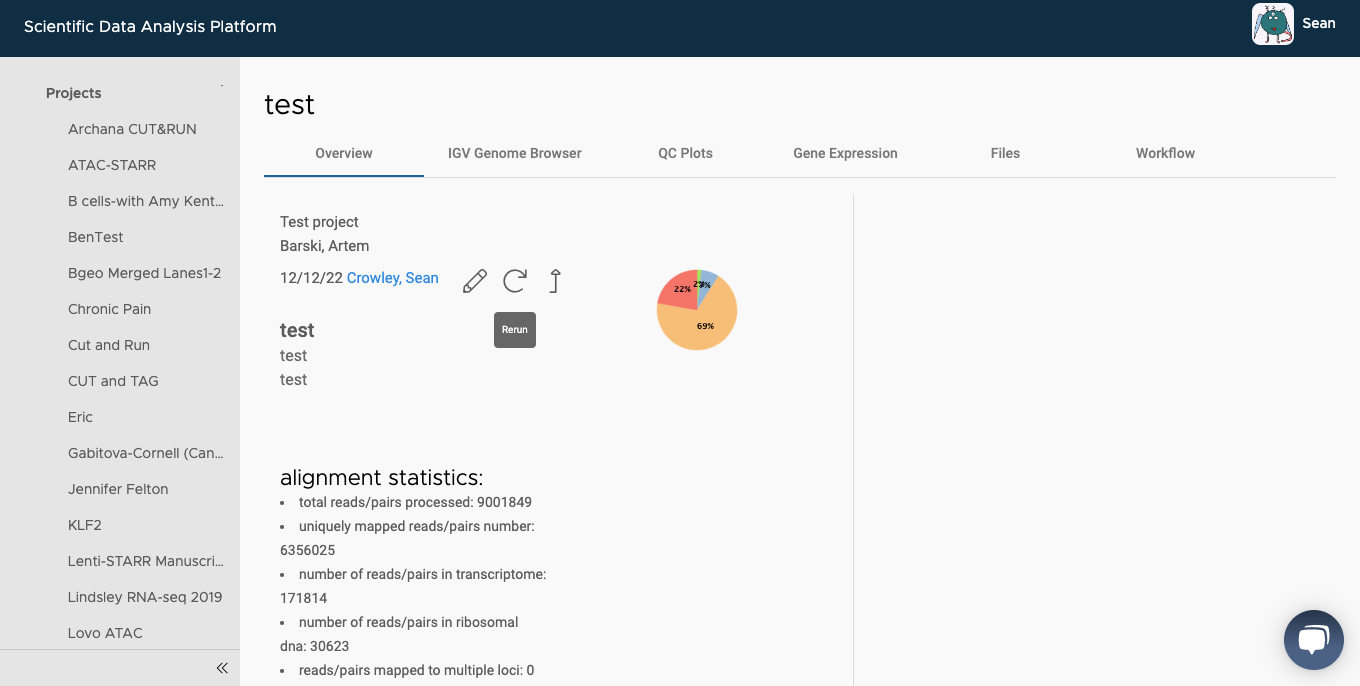 Scientific Data Analysis Platform
Sean
Projects
Archana CUT&RUN
ATAC-STARR
B cells-with Amy Kent...
BenTest
Bgeo Merged Lanes1-2
Chronic Pain
Cut and Run
CUT and TAG
Eric
Gabitova-Cornell (Can...
Jennifer Felton
KLF2
Lenti-STARR Manuscri...
Lindsley RNA-seq 2019
Lovo ATAC
test
Overview IGV Genome Browser QC Plots Gene Expression Files Workflow
Test project
Barski, Artem
12/12/22 Crowley, Sean
Rerun
test
test
test
22%
69%
alignment statistics:
• total reads/pairs processed: 9001849
• uniquely mapped reads/pairs number:
6356025
• number of reads/pairs in transcriptome:
171814
• number of reads/pairs in ribosomal
dna: 30623
• reads/pairs mapped to multiple loci: 0